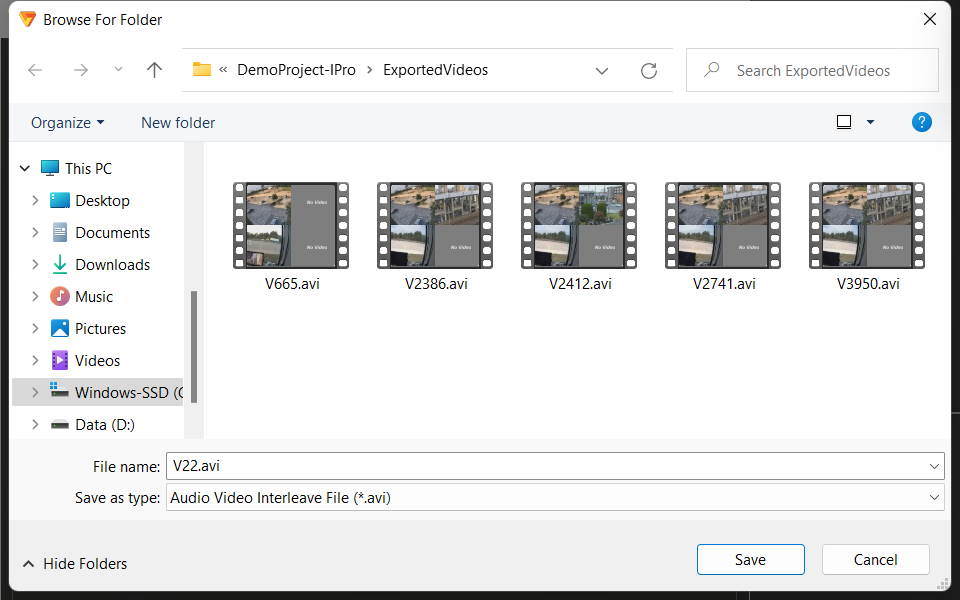 Browse For Folder
« DemoProject-IPro > ExportedVideos
Search ExportedVideos
Organize
New folder
?
This PC
Desktop
Documents
Downloads
Music
Pictures
Videos
Windows-SSD (C
Data (D:)
No Video
No Video
No Video
No Video
No Video
No Video
V665.avi
V2386.avi
V2412.avi
V2741.avi
V3950.avi
File name: V22.avi
Save as type: Audio Video Interleave File (*.avi)
Hide Folders
Save
Cancel